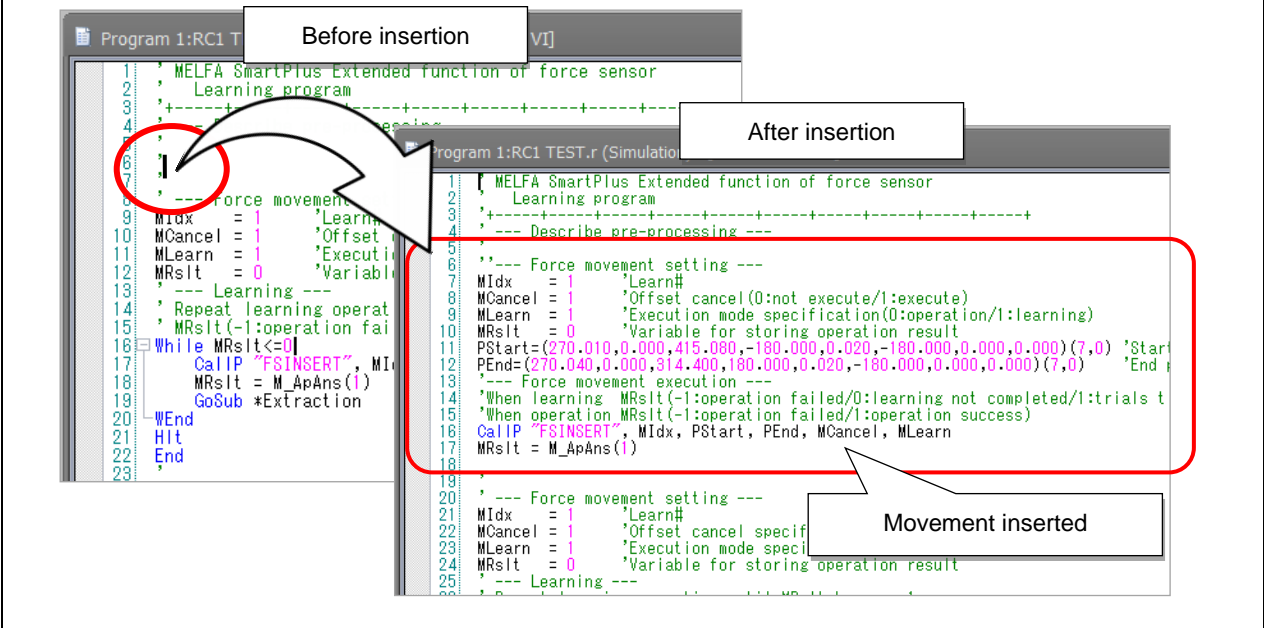 Before insertion
Program 1:RC1 T VI]
1 ' MELFA SmartPlus Extended function of force sensor
2 ' Learning program
3 '+-----+-----+-----+-----+-----+-----+---
4 '
5 '
6 '
7 '
8 ' --- Force movement
9 MIdx = 1 'Learn#
10 MCancel = 1 'Offset
11 MLearn = 1 'Executi
12 MRslt = 0 'Variabl
13 ' --- Learning ---
14 ' Repeat learning operat
15 ' MRslt(-1:operation fai
16 While MRslt<=0
17 CallP "FSINSERT", MI
18 MRslt = M_ApAns(1)
19 GoSub *Extraction
20 WEnd
21 Hlt
22 End
23 '
After insertion
Program 1:RC1 TEST.r (Simulation)
1 ' MELFA SmartPlus Extended function of force sensor
2 ' Learning program
3 '+-----+-----+-----+-----+-----+-----+-----+-----+-----+
4 ' --- Describe pre-processing ---
5 '
6 ''--- Force movement setting ---
7 MIdx = 1 'Learn#
8 MCancel = 1 'Offset cancel(0:not execute/1:execute)
9 MLearn = 1 'Execution mode specification(0:operation/1:learning)
10 MRslt = 0 'Variable for storing operation result
11 PStart=(270.010,0.000,415.080,-180.000,0.020,-180.000,0.000,0.000)(7,0) 'Start
12 PEnd=(270.040,0.000,314.400,180.000,0.020,-180.000,0.000,0.000)(7,0) 'End p
13 '--- Force movement execution ---
14 'When learning MRslt(-1:operation failed/0:learning not completed/1:trials t
15 'When operation MRslt(-1:operation failed/1:operation success)
16 CallP "FSINSERT", MIdx, PStart, PEnd, MCancel, MLearn
17 MRslt = M_ApAns(1)
18
19 '
20 ' --- Force movement setting ---
21 MIdx = 1 'Learn#
22 MCancel = 1 'Offset cancel specif
23 MLearn = 1 'Execution mode speci
24 MRslt = 0 'Variable for storing operation result
25 ' --- Learning ---
Movement inserted